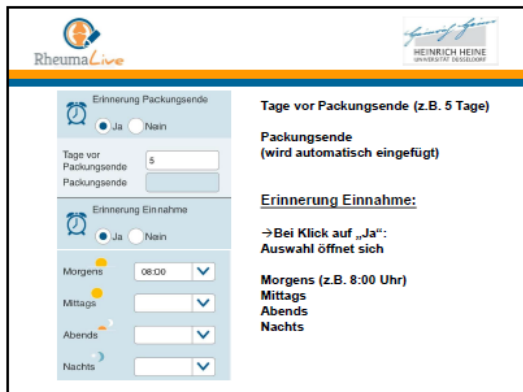 RheumaLive
HEINRICH HEINE
UNIVERSITÄT DÜSSELDORF
Erinnerung Packungsende
Ja Nein
Tage vor
Packungsende
5
Packungsende
Erinnerung Einnahme
Ja Nein
Morgens 08:00
Mittags
Abends
Nachts
Tage vor Packungsende (z.B. 5 Tage)
Packungsende
(wird automatisch eingefügt)
Erinnerung Einnahme:
→Bei Klick auf „Ja“:
Auswahl öffnet sich
Morgens (z.B. 8:00 Uhr)
Mittags
Abends
Nachts